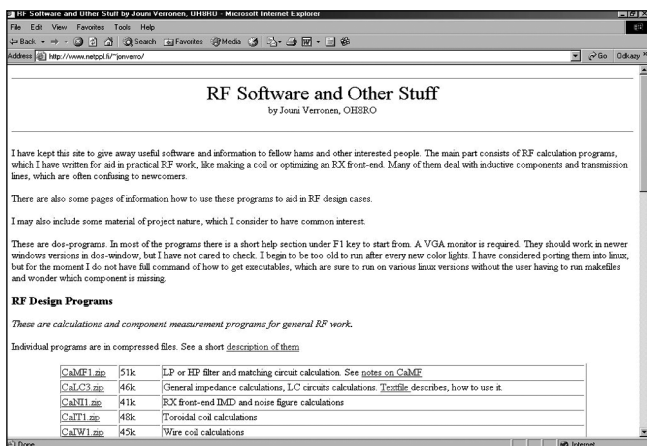 RF Software and Other Stuff by Jouni Verronen, OH8RO - Microsoft Internet Explorer
File Edit View Favorites Tools Help
Back Search Favorites Media
Address http://www.netppl.fi/~jonverro/ Go Odkazy »
RF Software and Other Stuff
by Jouni Verronen, OH8RO
I have kept this site to give away useful software and information to fellow hams and other interested people. The main part consists of RF calculation programs,
which I have written for aid in practical RF work, like making a coil or optimizing an RX front-end. Many of them deal with inductive components and transmission
lines, which are often confusing to newcomers.
There are also some pages of information how to use these programs to aid in RF design cases.
I may also include some material of project nature, which I consider to have common interest.
These are dos-programs. In most of the programs there is a short help section under F1 key to start from. A VGA monitor is required. They should work in newer
windows versions in dos-window, but I have not cared to check. I begin to be too old to run after every new color lights. I have considered porting them into linux,
but for the moment I do not have full command of how to get executables, which are sure to run on various linux versions without the user having to run makefiles
and wonder which component is missing.
RF Design Programs
These are calculations and component measurement programs for general RF work.
Individual programs are in compressed files. See a short description of them
CaMF1.zip 51k LP or HP filter and matching circuit calculation. See notes on CaMF
CaLC3.zip 46k General impedance calculations, LC circuits calculations. Textfile describes, how to use it.
CaNI1.zip 41k RX front-end IMD and noise figure calculations
CaIT1.zip 48k Toroidal coil calculations
CaIW1.zip 45k Wire coil calculations
Done Internet